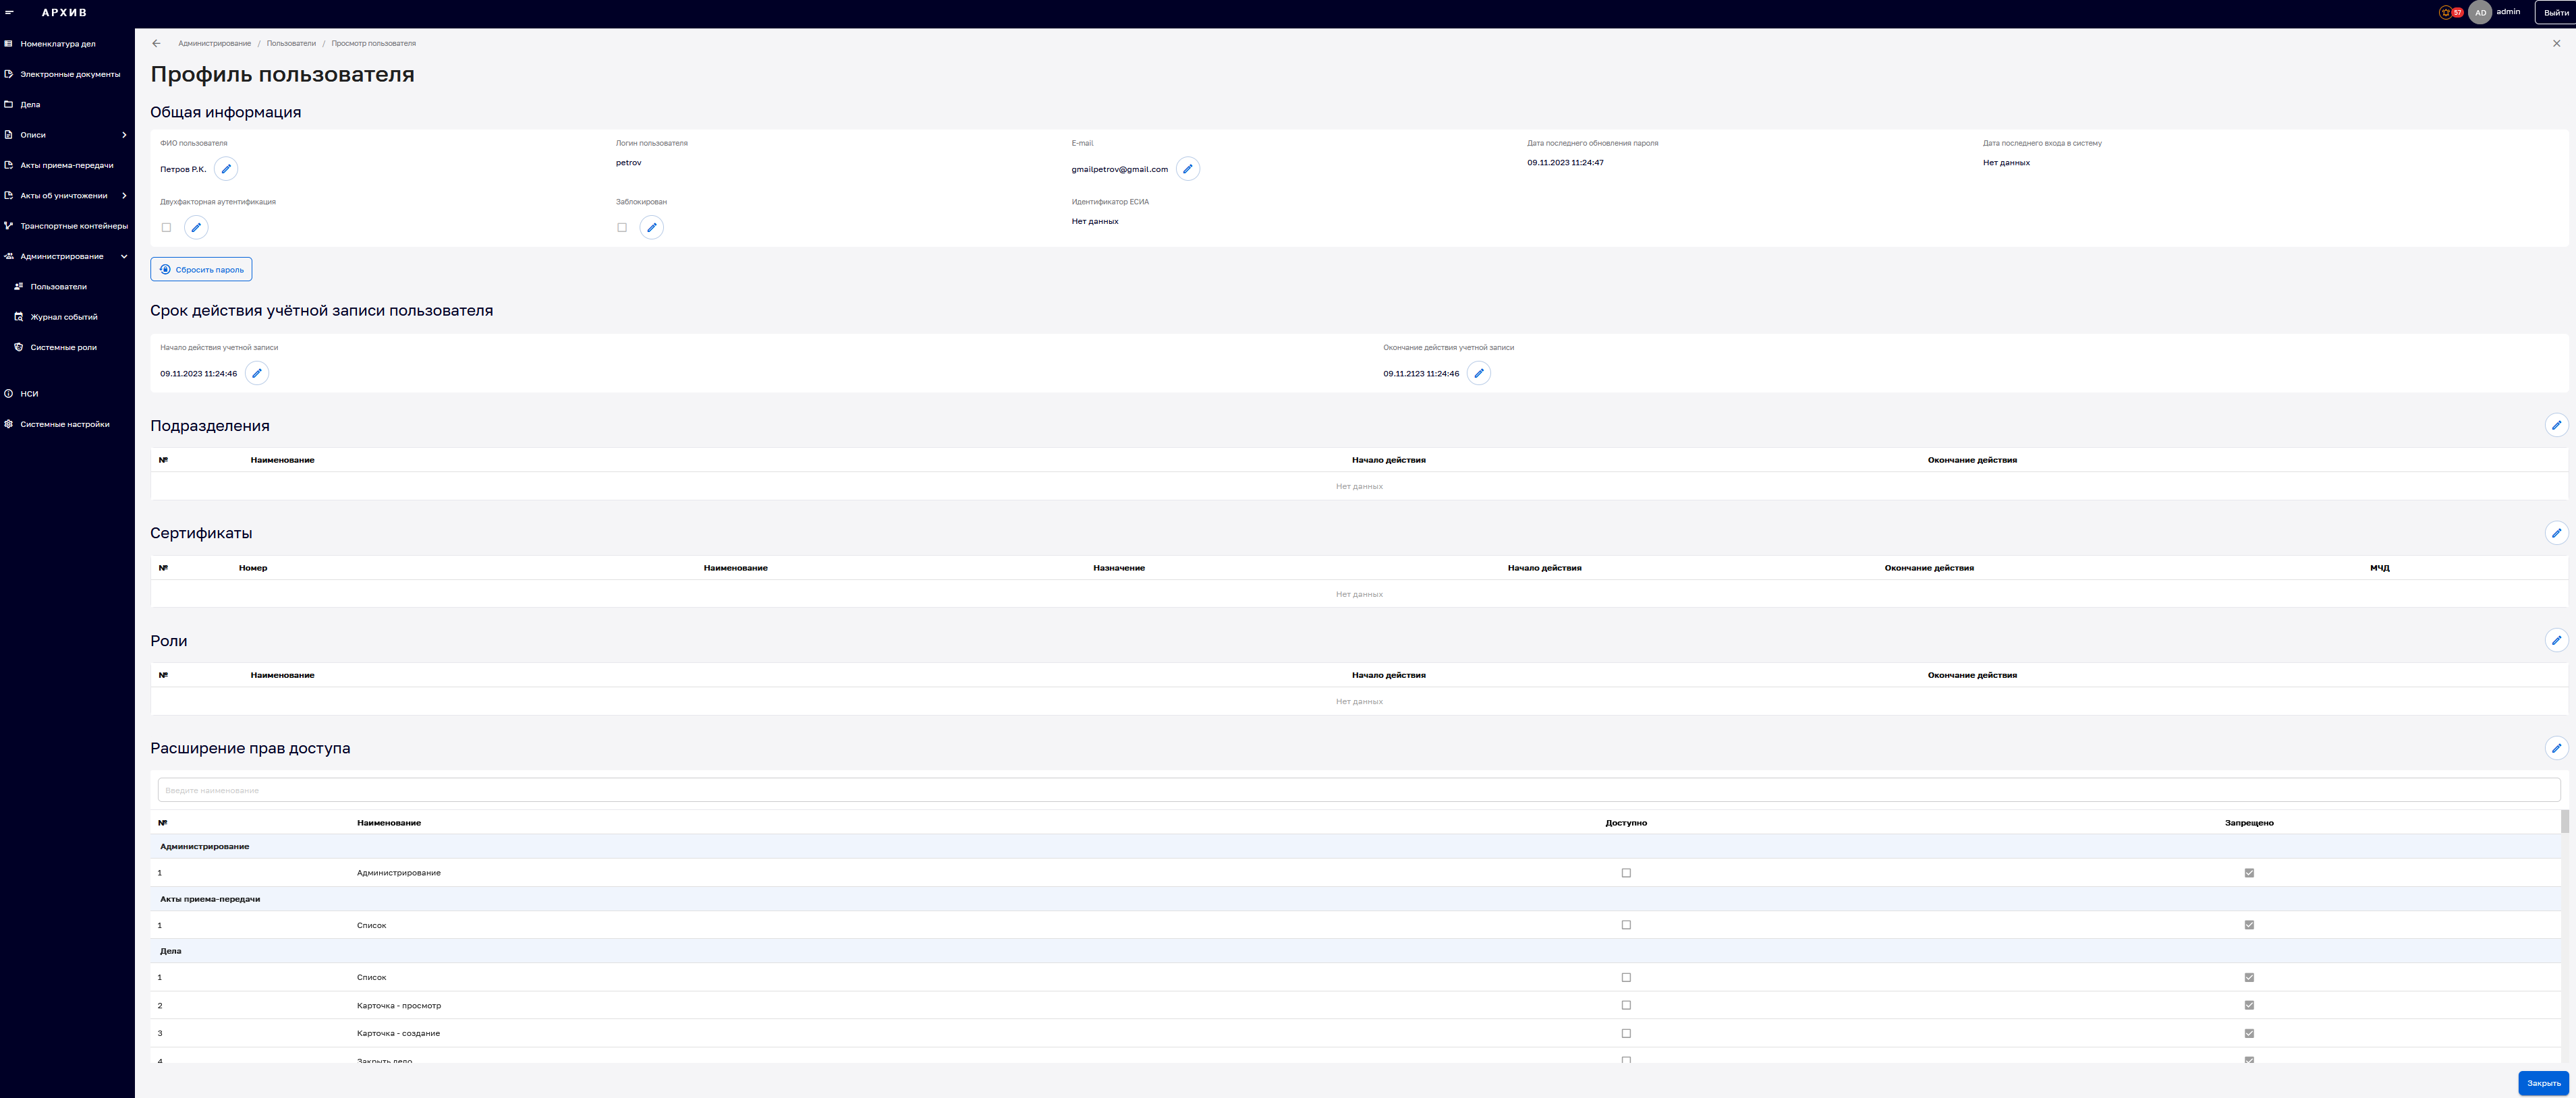 АРХИВ
57
AD
admin
Выйти
Номенклатура дел
Электронные документы
Дела
Описи
Акты приема-передачи
Акты об уничтожении
Транспортные контейнеры
Администрирование
Пользователи
Журнал событий
Системные роли
НСИ
Системные настройки
Администрирование / Пользователи / Просмотр пользователя
Профиль пользователя
Общая информация
ФИО пользователя
Петров Р.К.
Логин пользователя
petrov
E-mail
gmailpetrov@gmail.com
Дата последнего обновления пароля
09.11.2023 11:24:47
Дата последнего входа в систему
Нет данных
Двухфакторная аутентификация
Заблокирован
Идентификатор ЕСИА
Нет данных
Сбросить пароль
Срок действия учётной записи пользователя
Начало действия учетной записи
09.11.2023 11:24:46
Окончание действия учетной записи
09.11.2123 11:24:46
Подразделения
№ Наименование Начало действия Окончание действия
Нет данных
Сертификаты
№ Номер Наименование Назначение Начало действия Окончание действия МЧД
Нет данных
Роли
№ Наименование Начало действия Окончание действия
Нет данных
Расширение прав доступа
Введите наименование
№ Наименование Доступно Запрещено
Администрирование
1 Администрирование
Акты приема-передачи
1 Список
Дела
1 Список
2 Карточка - просмотр
3 Карточка - создание
4 Закрыть дело
Закрыть